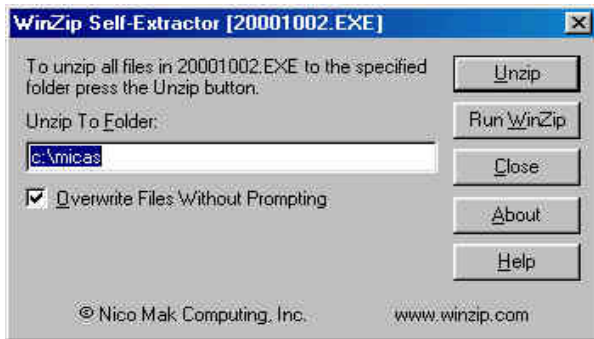 WinZip Self-Extractor [20001002.EXE]
To unzip all files in 20001002.EXE to the specified
folder press the Unzip button.
Unzip To Folder:
c:\micas
Overwrite Files Without Prompting
Unzip
Run WinZip
Close
About
Help
© Nico Mak Computing, Inc.
www.winzip.com